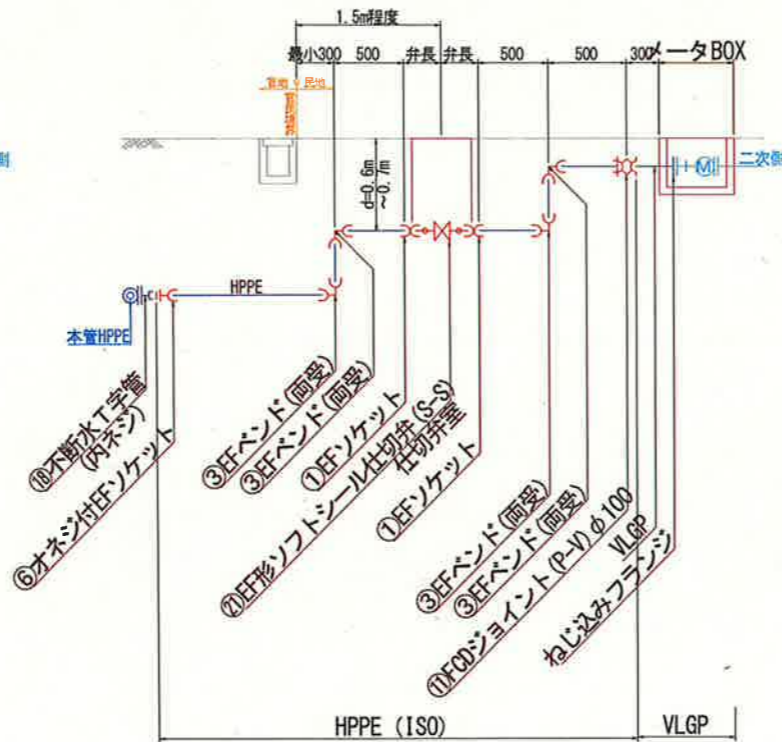 1.5m程度
最小300
500
弁長
弁長
500
500
300
メータBOX
官地
民地
側
二次側
d=0.6m
~0.7m
M
HPPE
本管HPPE
⑱不断水T字管
(内ネジ)
⑥オネジ付EFソケット
③EFベンド(両受)
③EFベンド(両受)
①EFソケット
㉑EF形ソフトシール仕切弁(S-S)
仕切弁室
①EFソケット
③EFベンド(両受)
③EFベンド(両受)
⑪FCDジョイント(P-V)φ100
VLGP
ねじ込みフランジ
HPPE (ISO)
VLGP